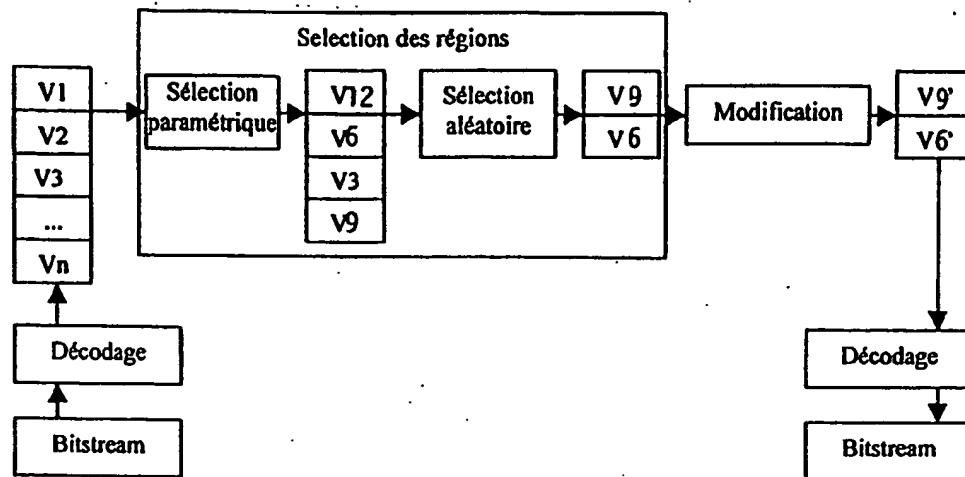 Selection des régions
V1
V2
V3
...
Vn
Sélection
paramétrique
V12
V6
V3
V9
Sélection
aléatoire
V9
V6
Modification
V9'
V6'
Décodage
Bitstream
Décodage
Bitstream